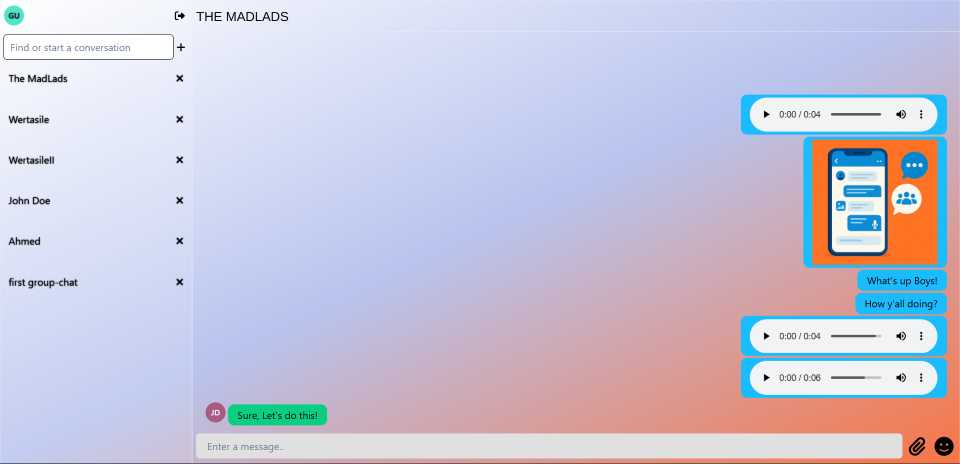 GU
Find or start a conversation
+
The MadLads
Wertasile
WertasileII
John Doe
Ahmed
first group-chat
THE MADLADS
0:00 / 0:04
What's up Boys!
How y'all doing?
0:00 / 0:04
0:00 / 0:06
JD
Sure, Let's do this!
Enter a message..